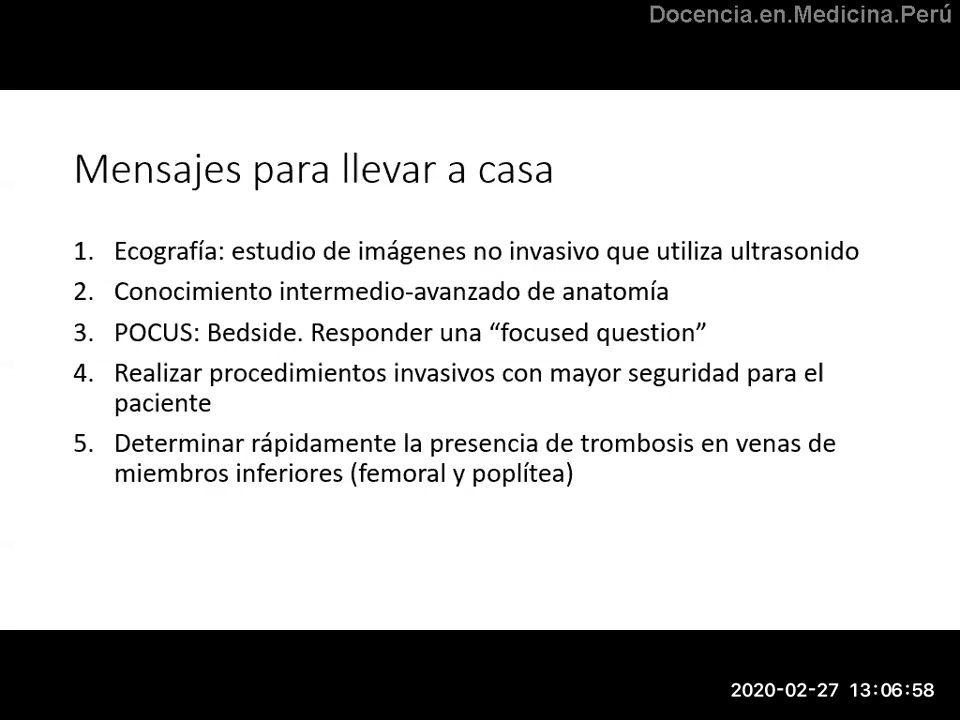 Docencia.en.Medicina.Perú
Mensajes para llevar a casa
1. Ecografía: estudio de imágenes no invasivo que utiliza ultrasonido
2. Conocimiento intermedio-avanzado de anatomía
3. POCUS: Bedside. Responder una “focused question”
4. Realizar procedimientos invasivos con mayor seguridad para el
paciente
5. Determinar rápidamente la presencia de trombosis en venas de
miembros inferiores (femoral y poplítea)
2020-02-27 13:06:58